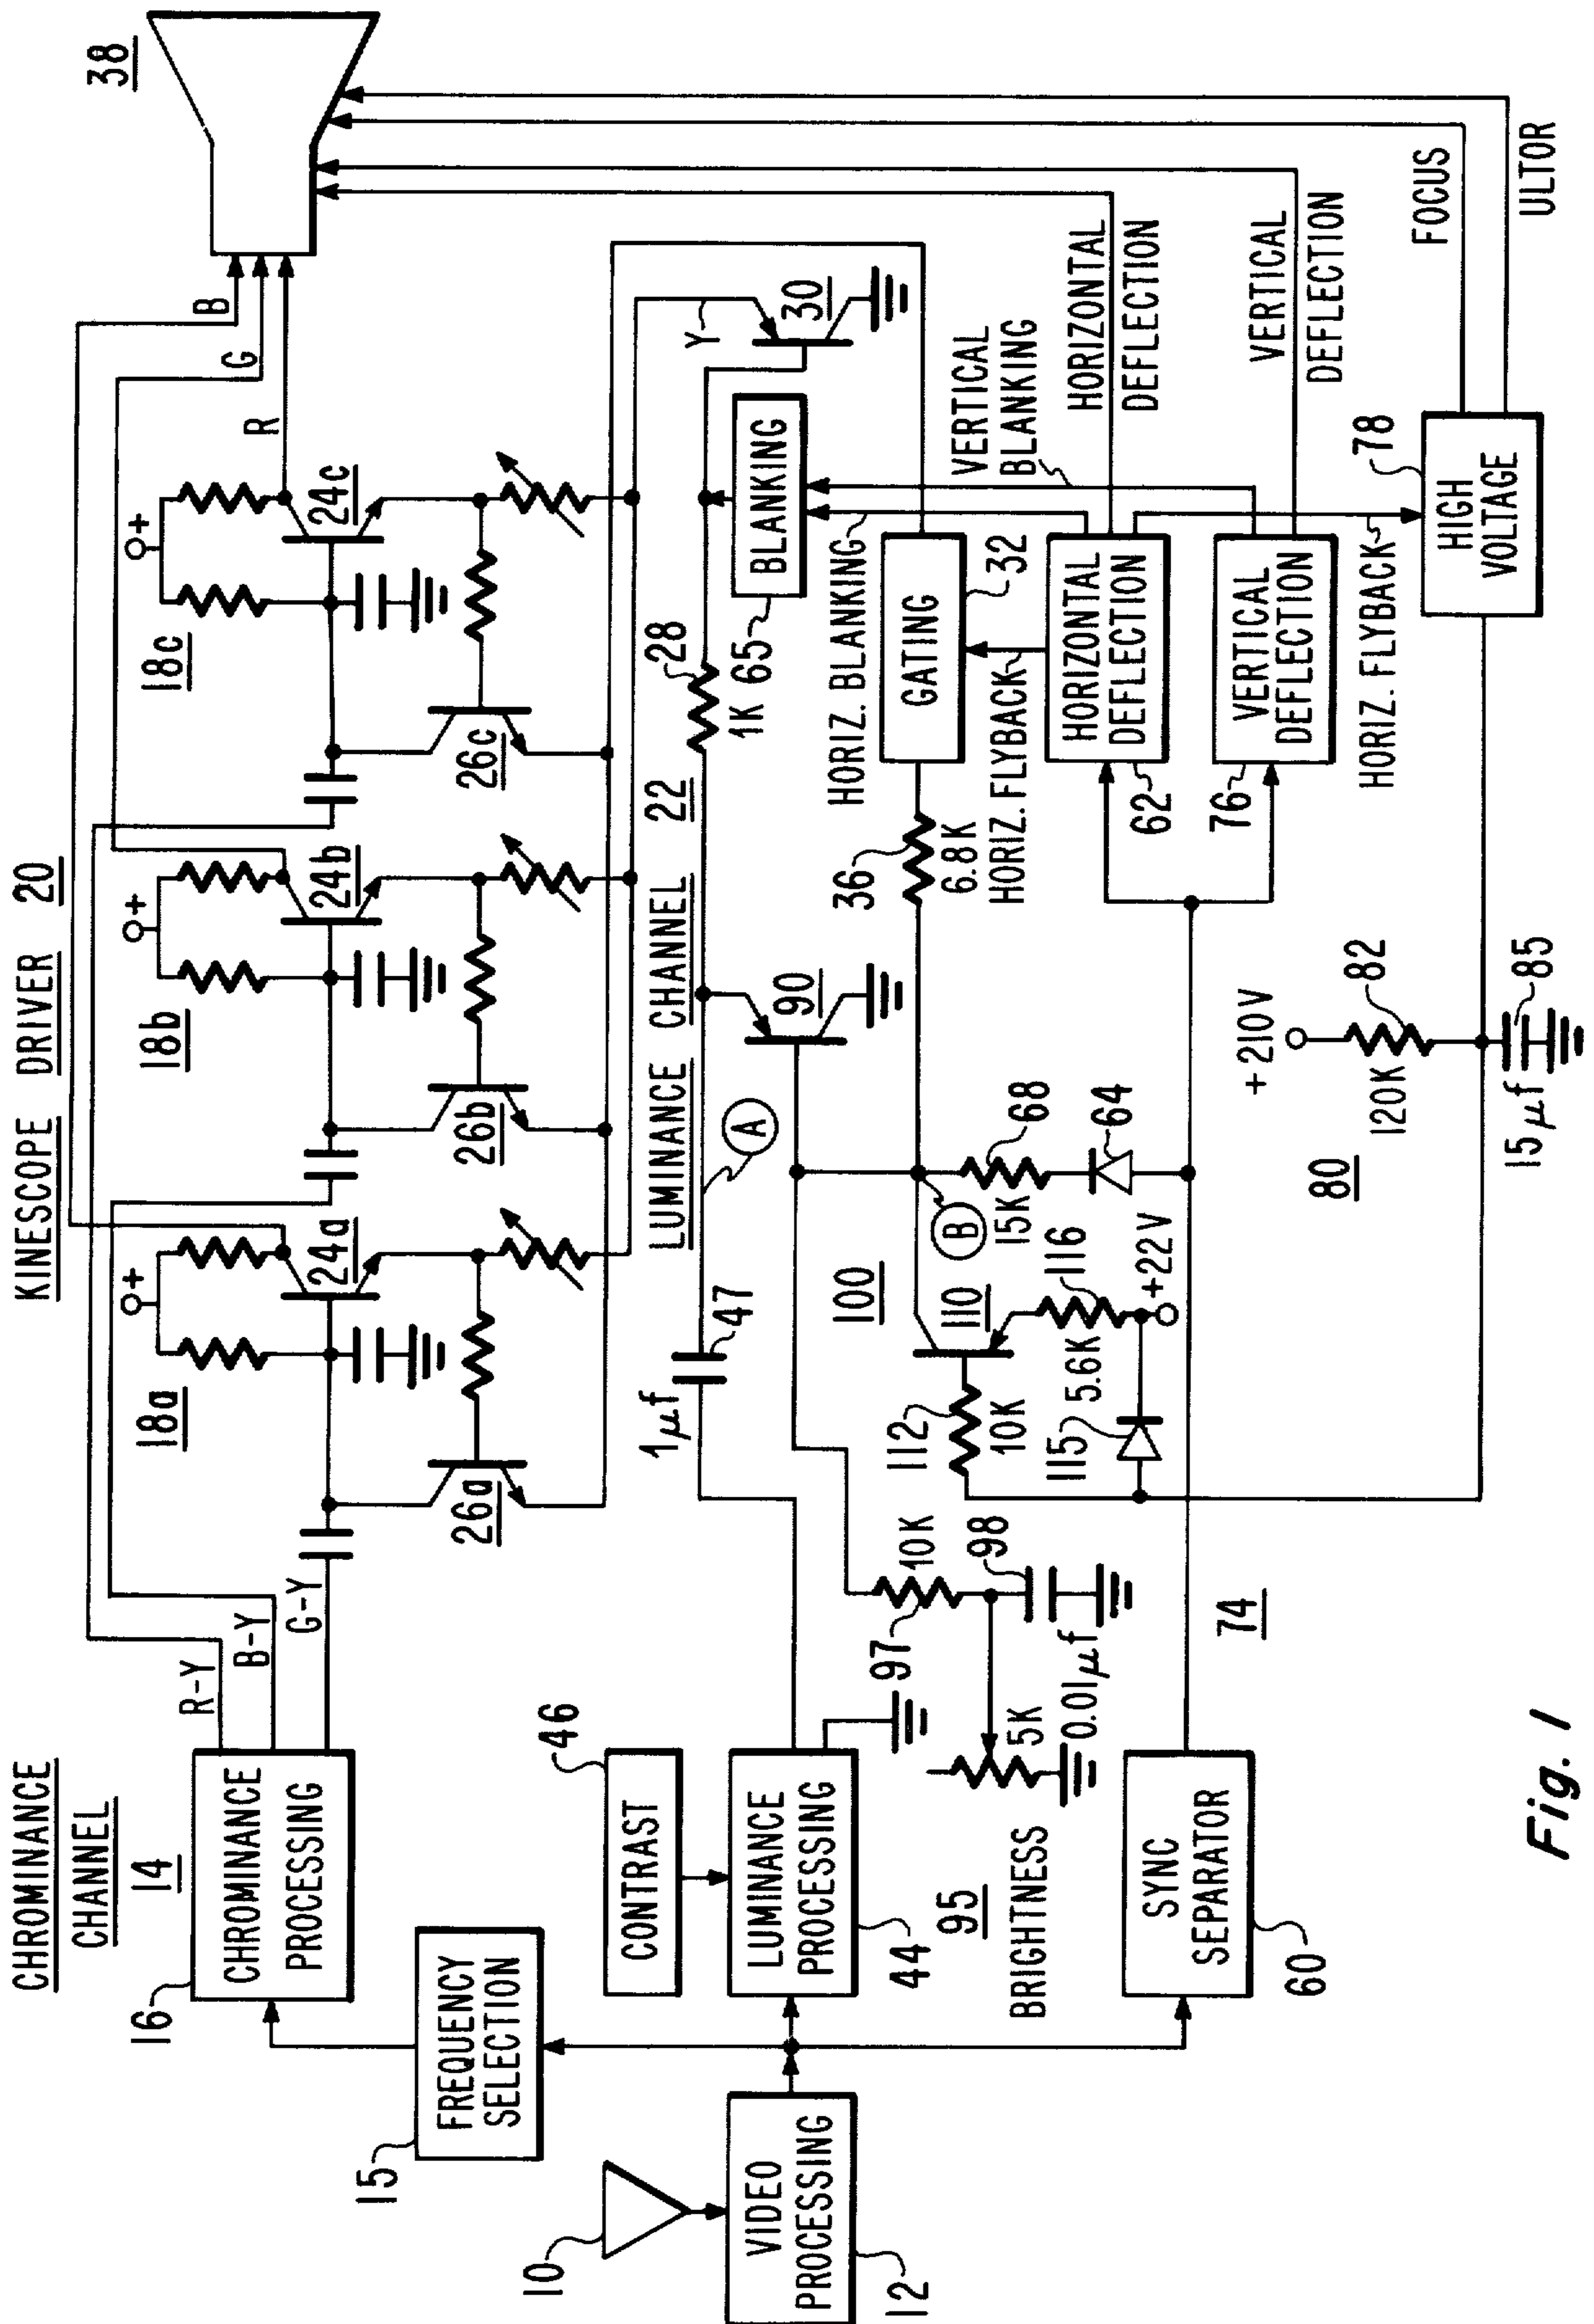 CHROMINANCE
CHANNEL
14
16
CHROMINANCE
PROCESSING
R-Y
B-Y
G-Y
KINESCOPE DRIVER 20
18a
+
24a
26a
18b
+
24b
26b
18c
+
24c
26c
B
G
R
38
15
FREQUENCY
SELECTION
10
VIDEO
PROCESSING
12
CONTRAST
46
LUMINANCE
PROCESSING
44
1μf
47
A
LUMINANCE CHANNEL 22
90
28
1K
65
BLANKING
Y
30
95
BRIGHTNESS
5K
97
10K
98
0.01μf
100
B
112
10K
110
115
5.6K
116
+22V
15K
68
64
36
6.8K
GATING
32
HORIZ. BLANKING
HORIZ. FLYBACK
HORIZONTAL
DEFLECTION
62
VERTICAL
DEFLECTION
76
VERTICAL
BLANKING
HORIZONTAL
DEFLECTION
VERTICAL
DEFLECTION
SYNC
SEPARATOR
60
74
80
+210V
120K
82
15μf
85
HORIZ. FLYBACK
HIGH
VOLTAGE
78
FOCUS
ULTOR
Fig. 1